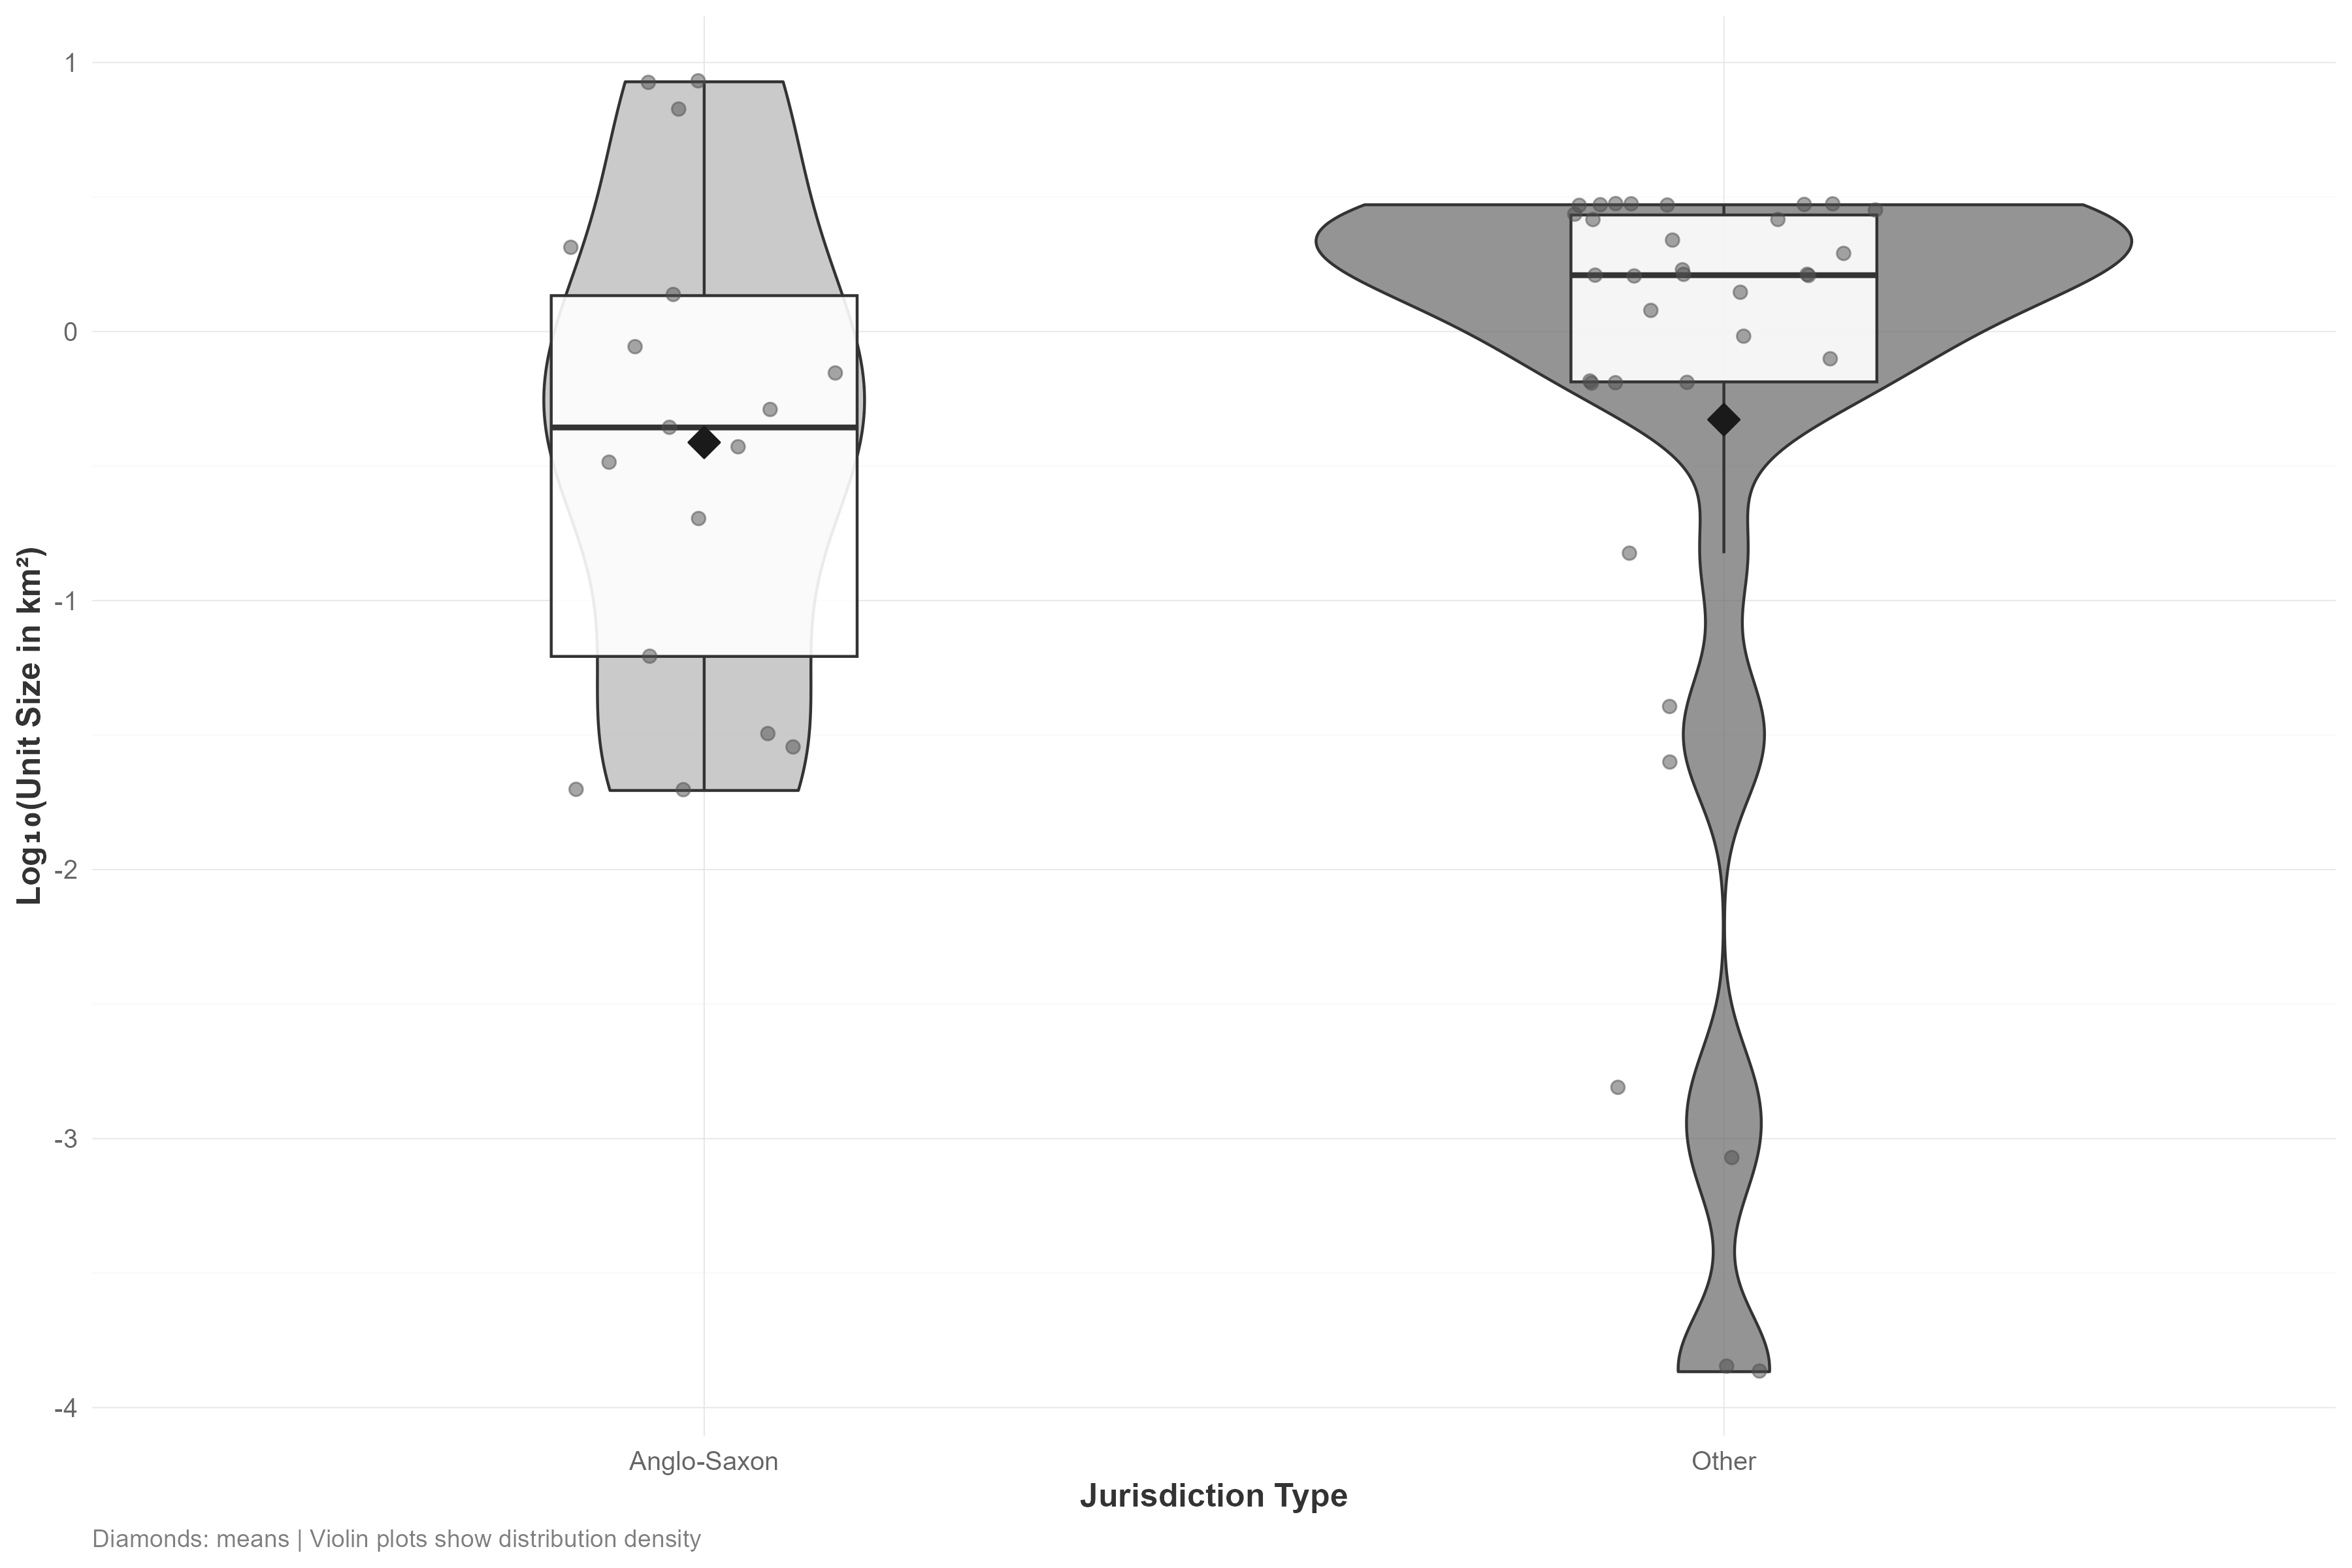 Log₁₀(Unit Size in km²)
1
0
-1
-2
-3
-4
Anglo-Saxon
Other
Jurisdiction Type
Diamonds: means | Violin plots show distribution density